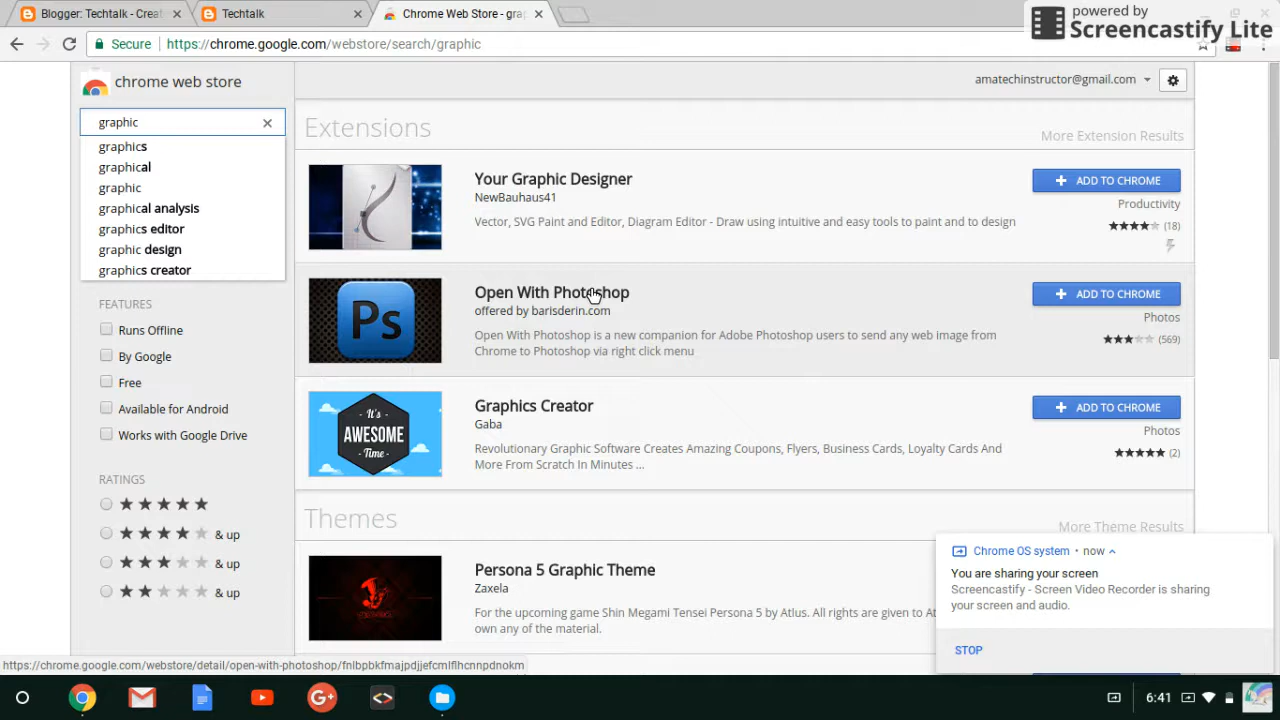 Blogger: Techtalk - Creat
Techtalk
Chrome Web Store - grap
powered by
Screencastify Lite
Secure
https://chrome.google.com/webstore/search/graphic
chrome web store
amatechinstructor@gmail.com
graphic
graphics
graphical
graphic
graphical analysis
graphics editor
graphic design
graphics creator
FEATURES
Runs Offline
By Google
Free
Available for Android
Works with Google Drive
RATINGS
& up
& up
& up
Extensions
More Extension Results
Your Graphic Designer
NewBauhaus41
Vector, SVG Paint and Editor, Diagram Editor - Draw using intuitive and easy tools to paint and to design
ADD TO CHROME
Productivity
(18)
Ps
Open With Photoshop
offered by barisderin.com
Open With Photoshop is a new companion for Adobe Photoshop users to send any web image from
Chrome to Photoshop via right click menu
ADD TO CHROME
Photos
(569)
- It's -
AWESOME
- Time -
Graphics Creator
Gaba
Revolutionary Graphic Software Creates Amazing Coupons, Flyers, Business Cards, Loyalty Cards And
More From Scratch In Minutes ...
ADD TO CHROME
Photos
(2)
Themes
More Theme Results
Persona 5 Graphic Theme
Zaxela
For the upcoming game Shin Megami Tensei Persona 5 by Atlus. All rights are given to At
own any of the material.
Chrome OS system • now
You are sharing your screen
Screencastify - Screen Video Recorder is sharing
your screen and audio.
STOP
https://chrome.google.com/webstore/detail/open-with-photoshop/fnlbpbkfmajpdjjefcmlflhcnnpdnokm
6:41